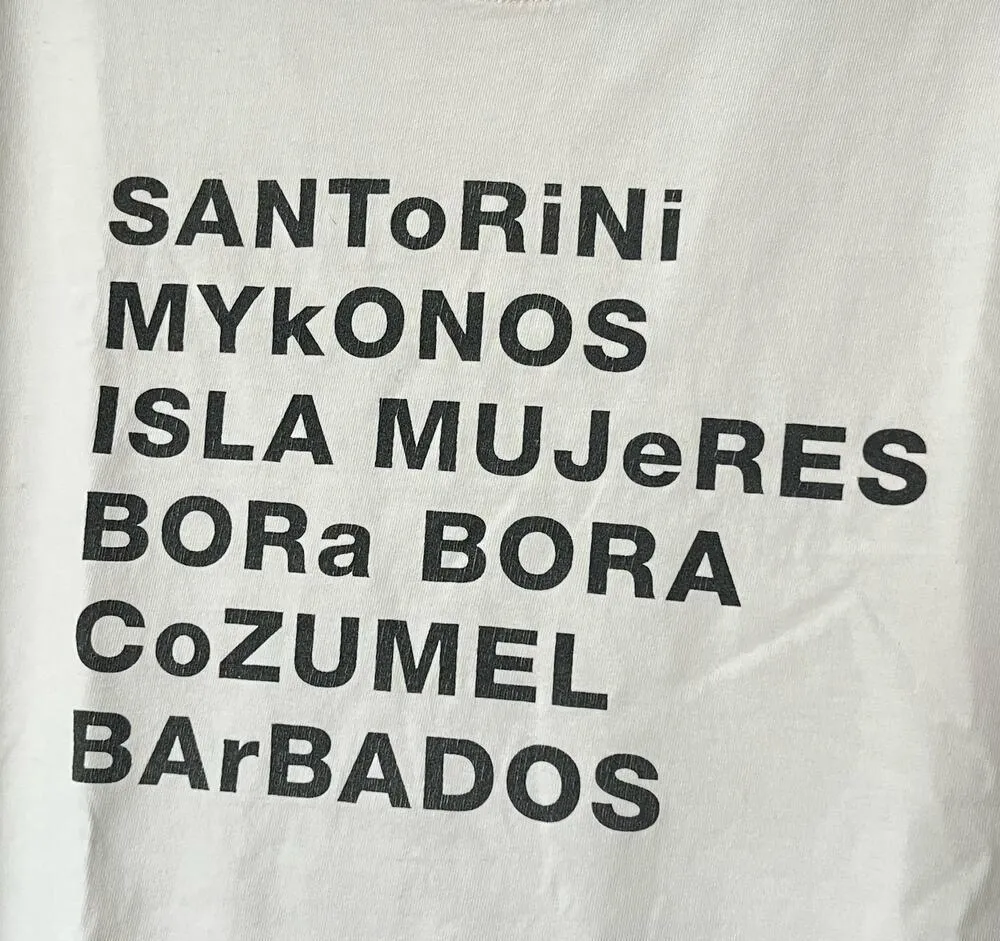 SANToRiNi
MYkONOS
ISLA MUJeRES
BORa BORA
CoZUMEL
BArBADOS